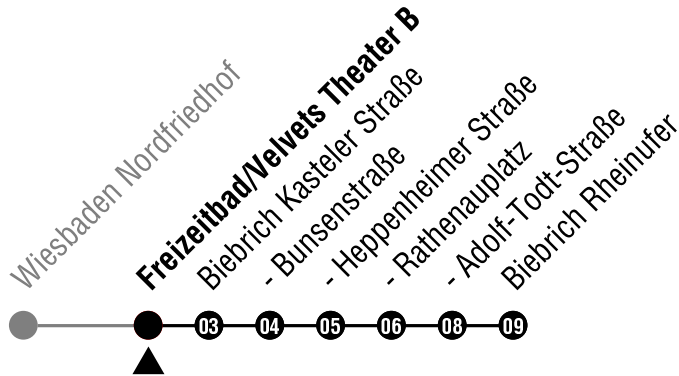 Wiesbaden Nordfriedhof
Freizeitbad/Velvets Theater B
Biebrich Kasteler Straße
- Bunsenstraße
- Heppenheimer Straße
- Rathenauplatz
- Adolf-Todt-Straße
Biebrich Rheinufer
03 04 05 06 08 09